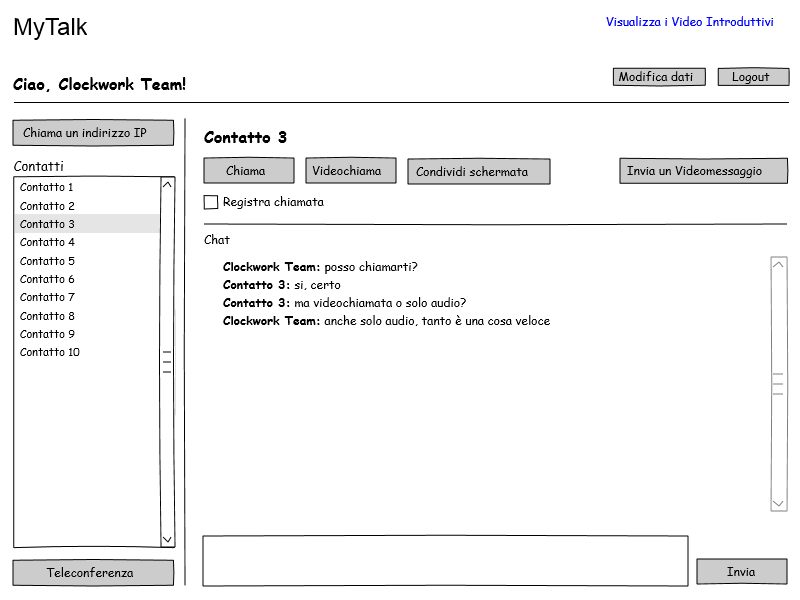 MyTalk
Visualizza i Video Introduttivi
Ciao, Clockwork Team!
Modifica dati
Logout
Chiama un indirizzo IP
Contatti
Contatto 1
Contatto 2
Contatto 3
Contatto 4
Contatto 5
Contatto 6
Contatto 7
Contatto 8
Contatto 9
Contatto 10
Teleconferenza
Contatto 3
Chiama
Videochiama
Condividi schermata
Invia un Videomessaggio
Registra chiamata
Chat
Clockwork Team: posso chiamarti?
Contatto 3: si, certo
Contatto 3: ma videochiamata o solo audio?
Clockwork Team: anche solo audio, tanto è una cosa veloce
Invia